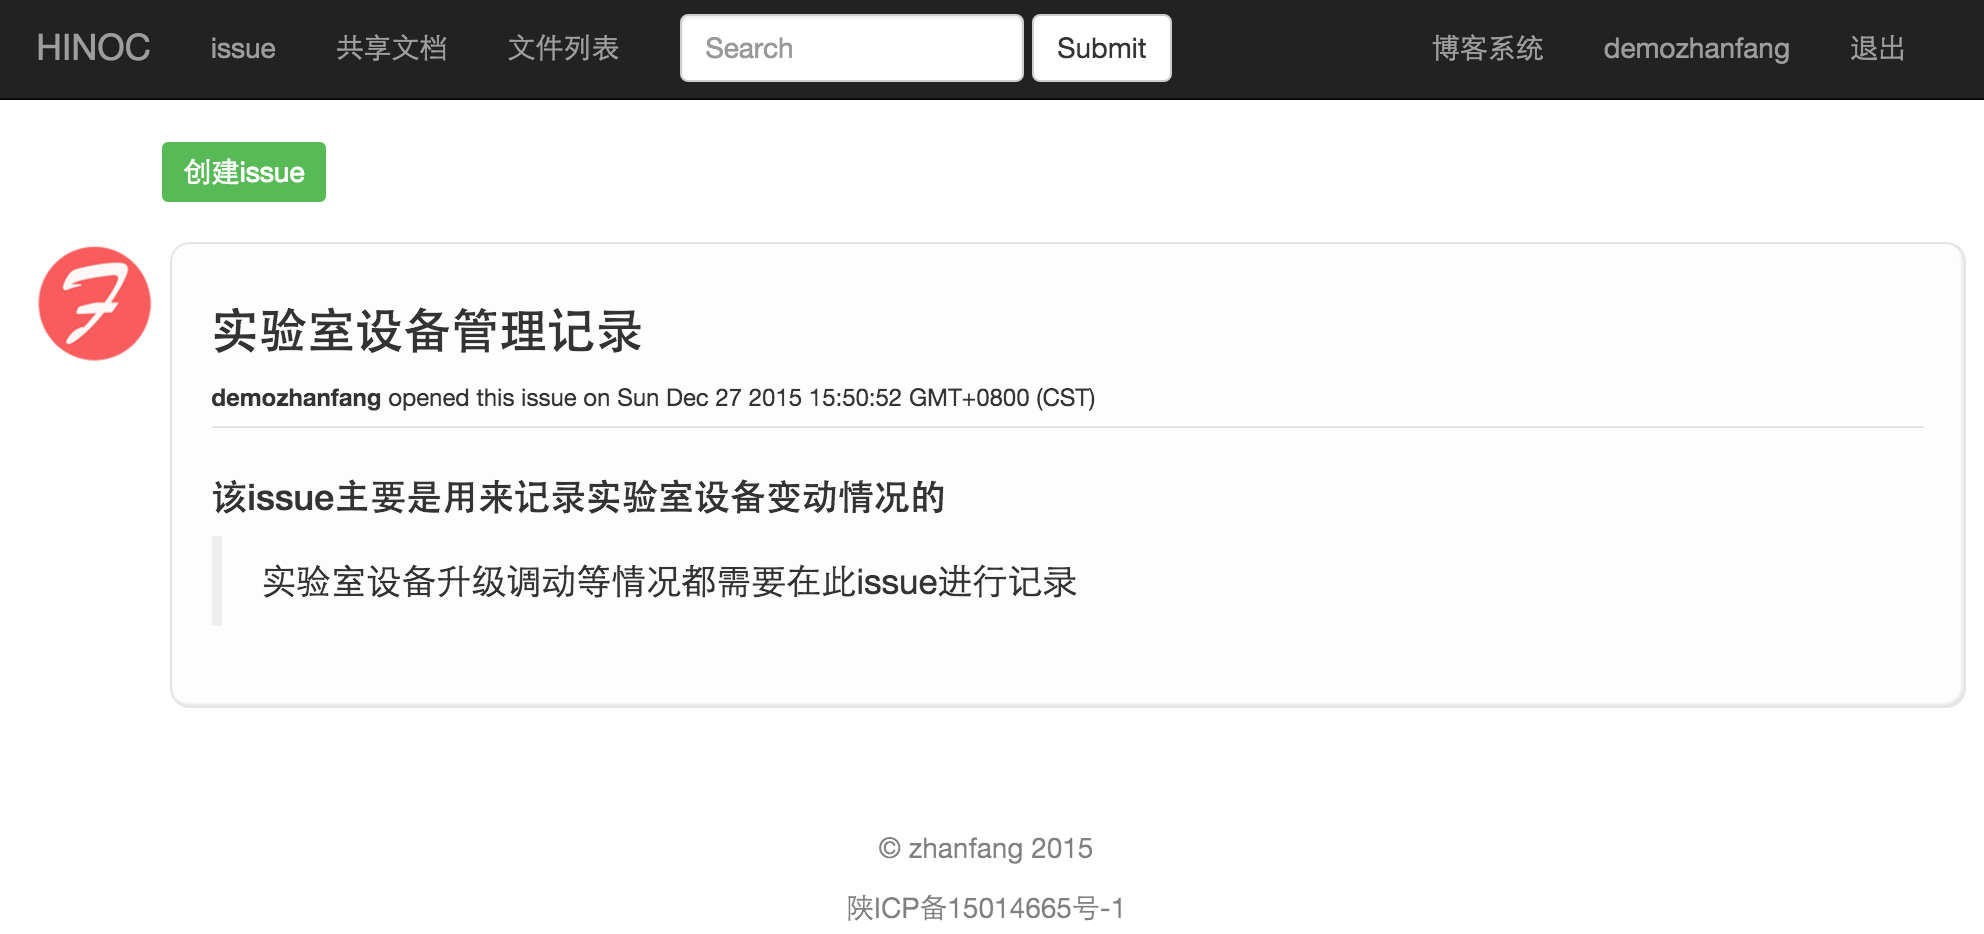 HINOC issue 共享文档 文件列表 Search Submit 博客系统 demozhanfang 退出
创建issue
实验室设备管理记录
demozhanfang opened this issue on Sun Dec 27 2015 15:50:52 GMT+0800 (CST)
该issue主要是用来记录实验室设备变动情况的
实验室设备升级调动等情况都需要在此issue进行记录
© zhanfang 2015
陕ICP备15014665号-1